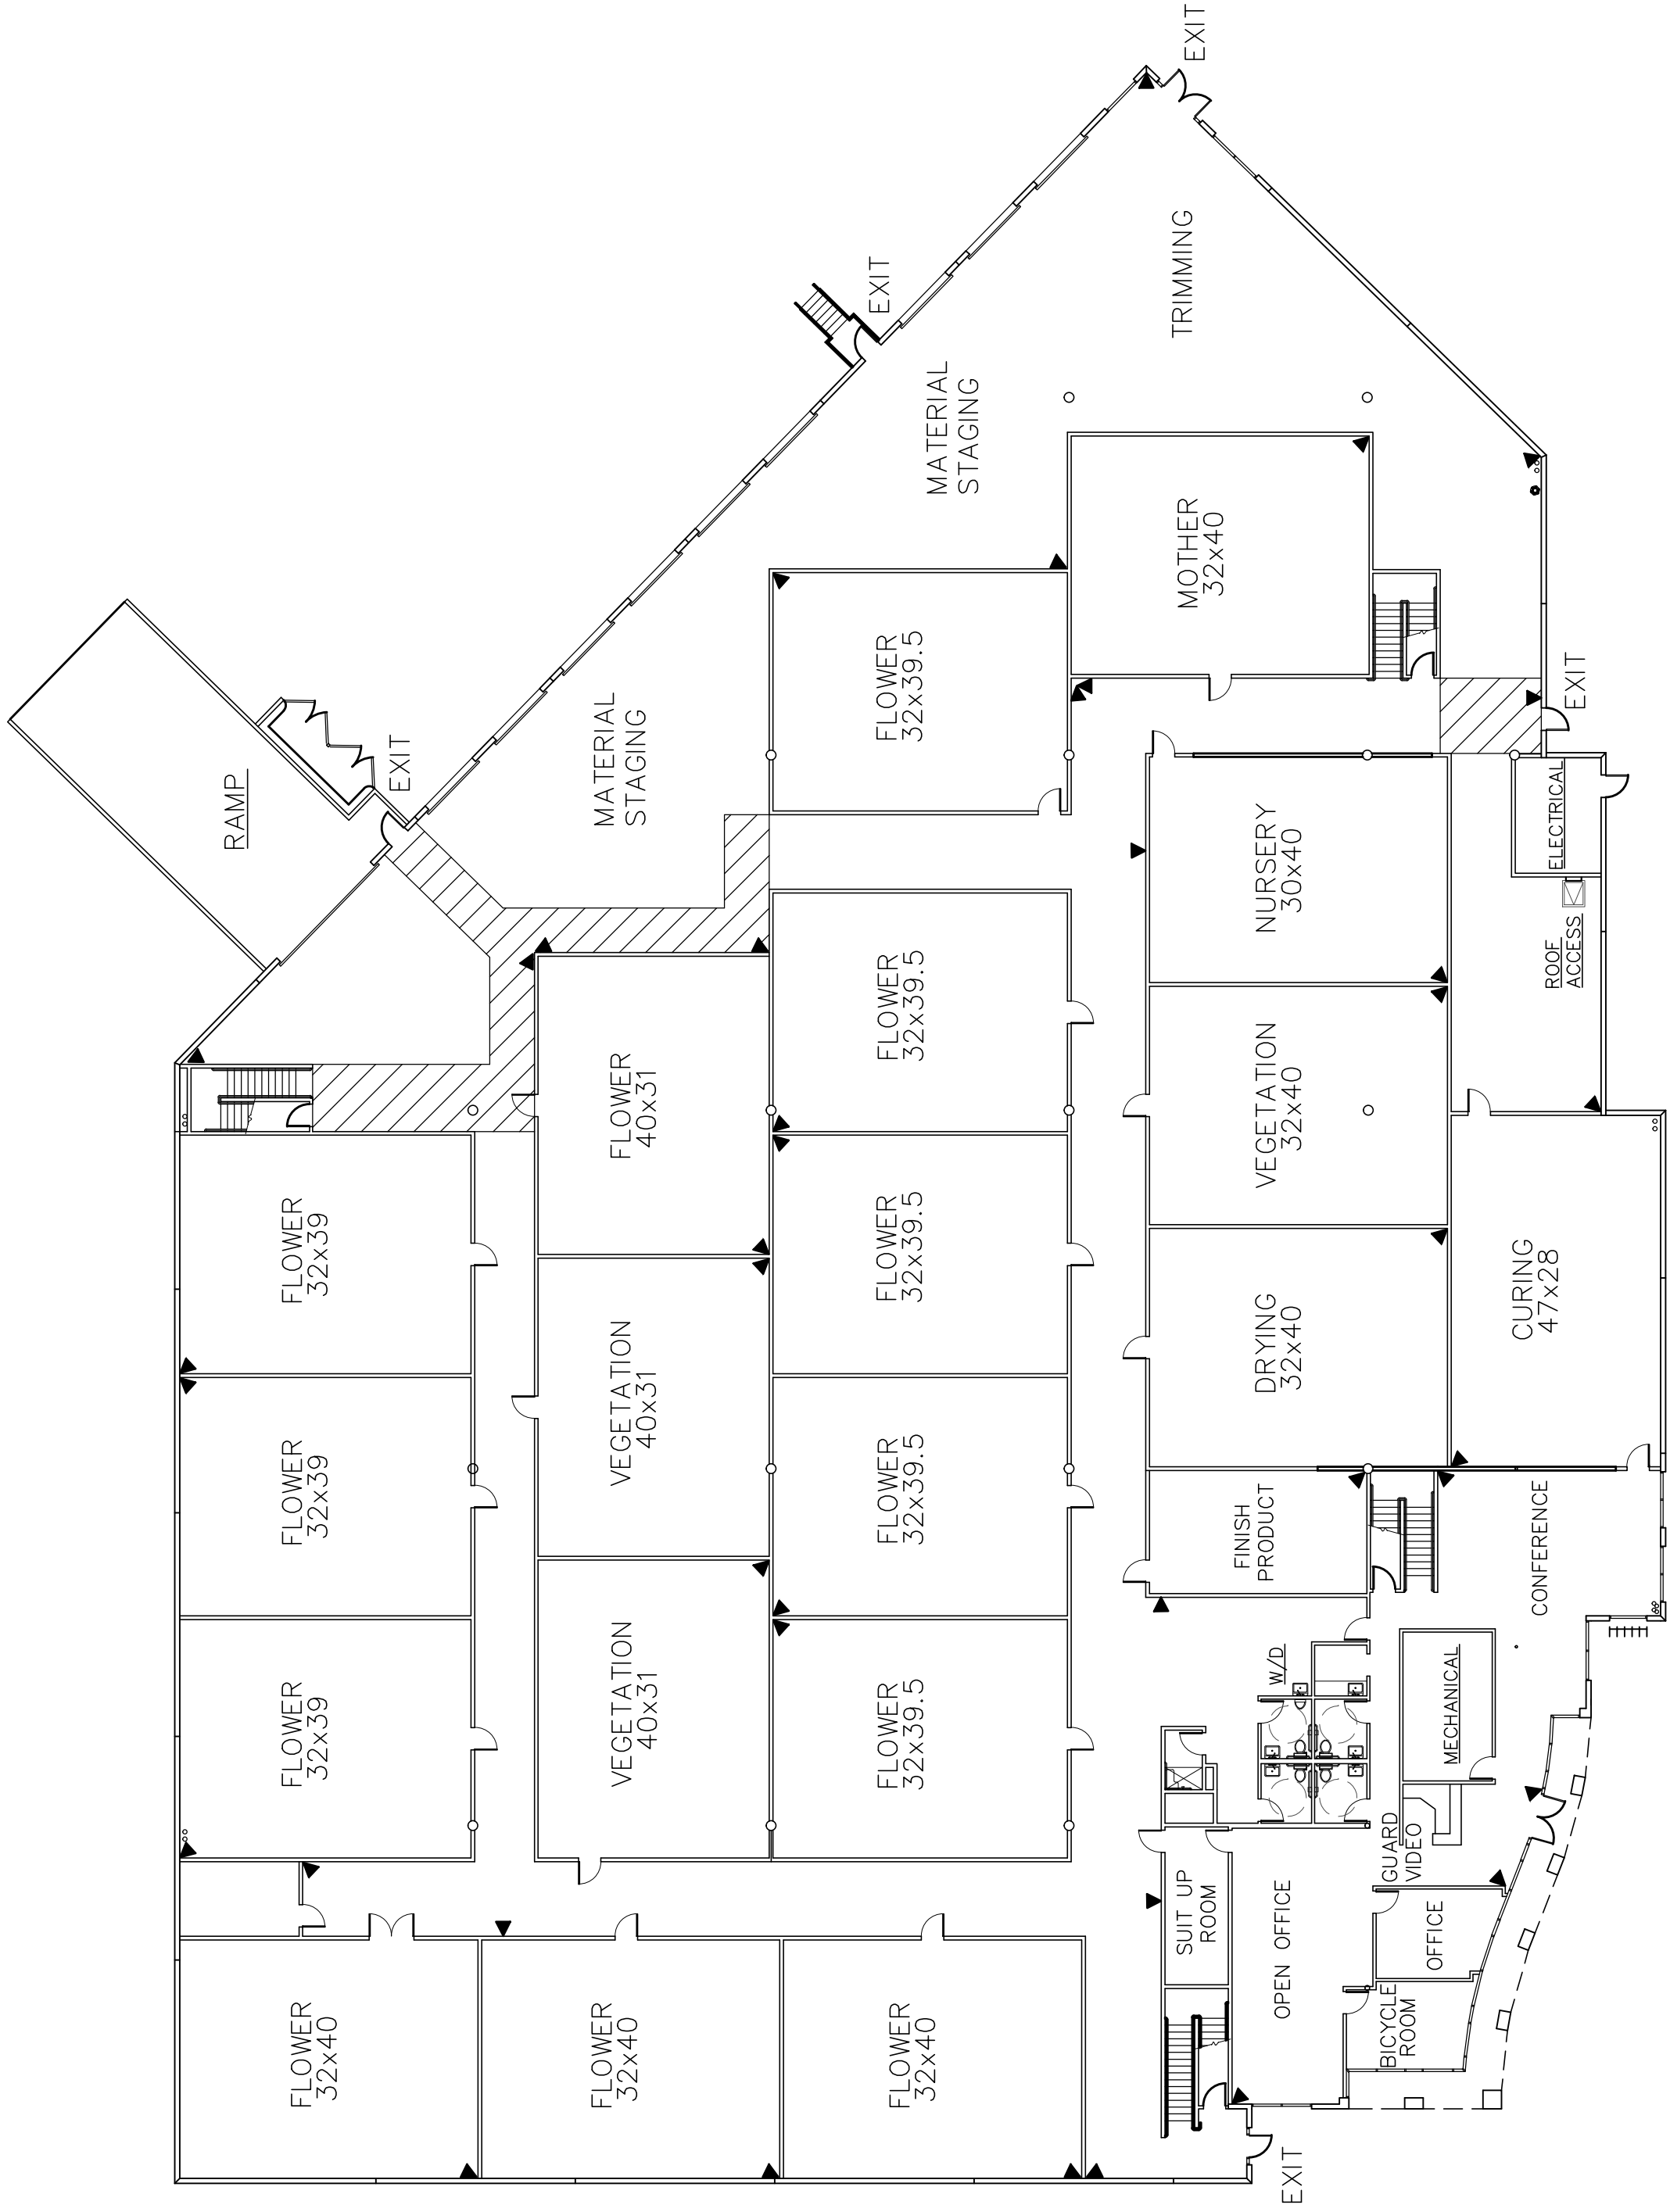 RAMP
FLOWER
32x40
FLOWER
32x39
FLOWER
32x39
FLOWER
32x39
EXIT
FLOWER
32x40
VEGETATION
40x31
VEGETATION
40x31
FLOWER
40x31
MATERIAL
STAGING
FLOWER
32x40
FLOWER
32x39.5
FLOWER
32x39.5
FLOWER
32x39.5
FLOWER
32x39.5
FLOWER
32x39.5
MATERIAL
STAGING
EXIT
SUIT UP
ROOM
MOTHER
32x40
TRIMMING
EXIT
FINISH
PRODUCT
DRYING
32x40
VEGETATION
32x40
NURSERY
30x40
EXIT
OPEN OFFICE
W/D
BICYCLE
ROOM
OFFICE
GUARD
VIDEO
MECHANICAL
CONFERENCE
CURING
47x28
ROOF
ACCESS
ELECTRICAL
EXIT